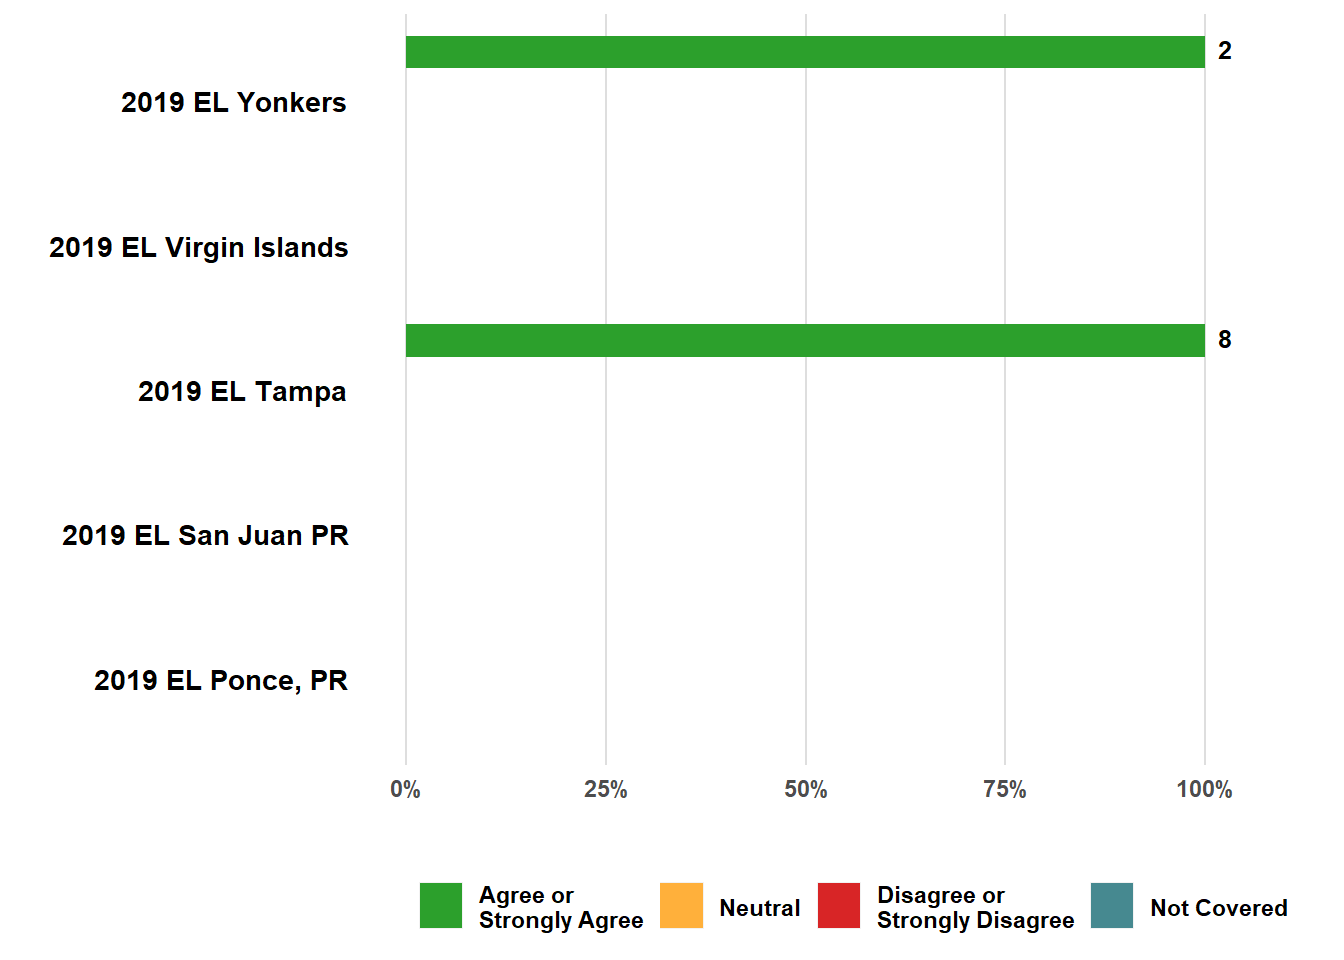 2
2019 EL Yonkers
2019 EL Virgin Islands
8
2019 EL Tampa
2019 EL San Juan PR
2019 EL Ponce, PR
0% 25% 50% 75% 100%
Agree or
Strongly Agree
Neutral
Disagree or
Strongly Disagree
Not Covered